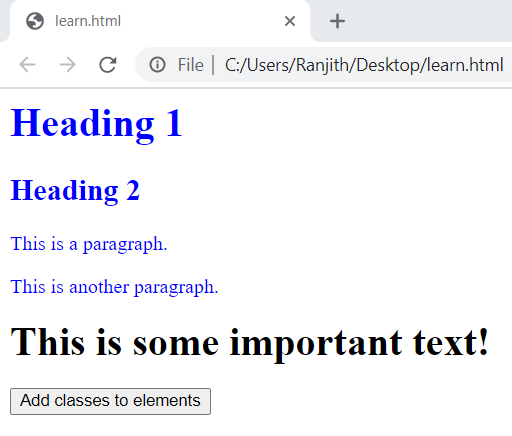 learn.html
File | C:/Users/Ranjith/Desktop/learn.html
Heading 1
Heading 2
This is a paragraph.
This is another paragraph.
This is some important text!
Add classes to elements